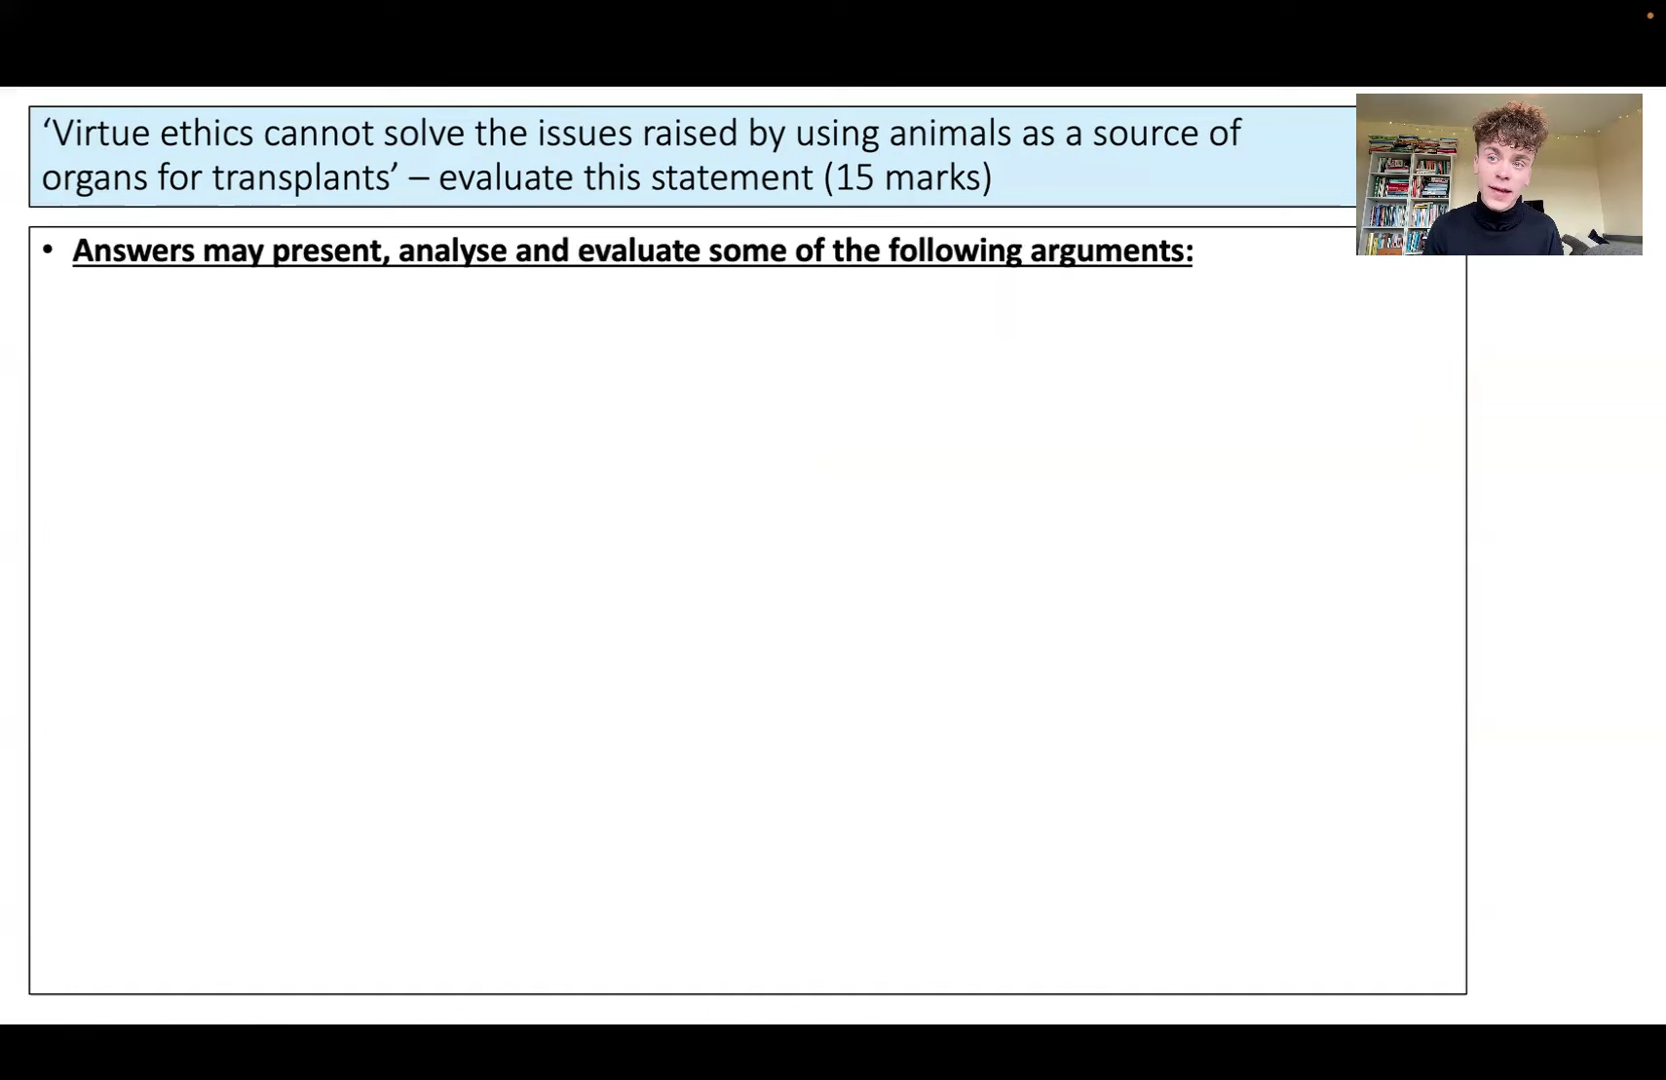 ‘Virtue ethics cannot solve the issues raised by using animals as a source of
organs for transplants’ – evaluate this statement (15 marks)
• Answers may present, analyse and evaluate some of the following arguments: